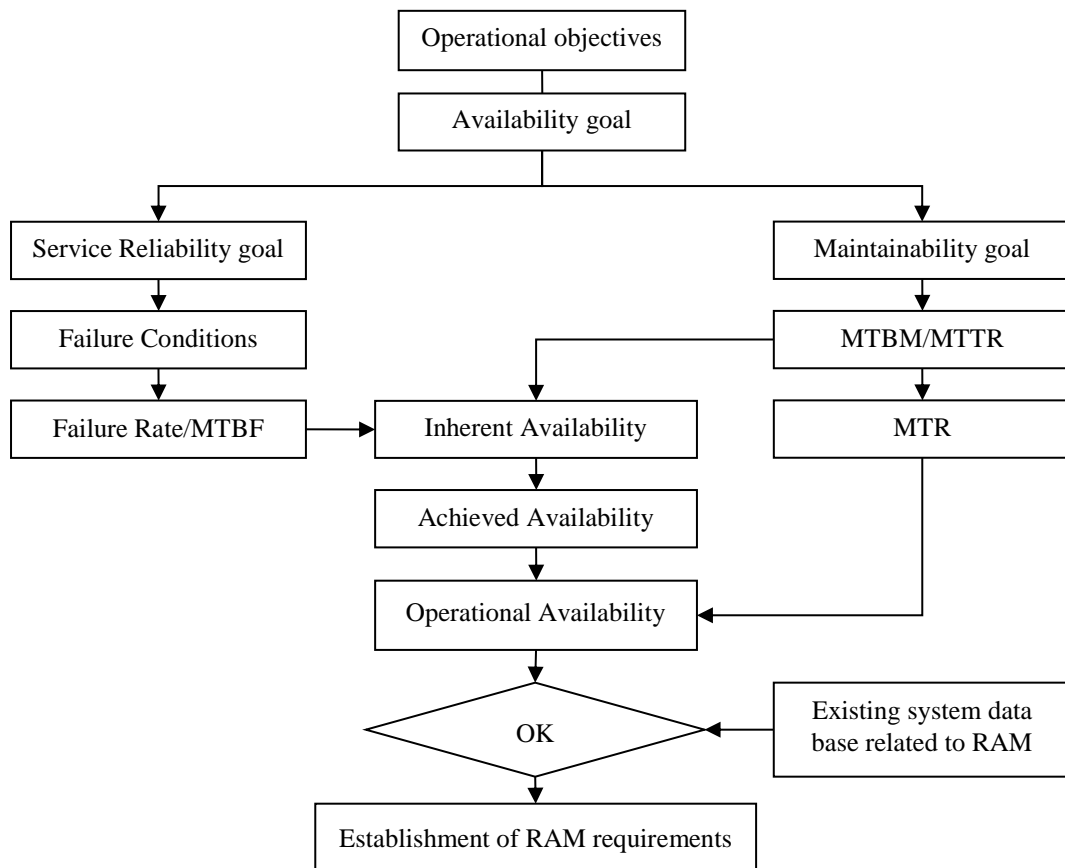 Operational objectives
Availability goal
Service Reliability goal
Maintainability goal
Failure Conditions
MTBM/MTTR
Failure Rate/MTBF
Inherent Availability
MTR
Achieved Availability
Operational Availability
OK
Existing system data
base related to RAM
Establishment of RAM requirements